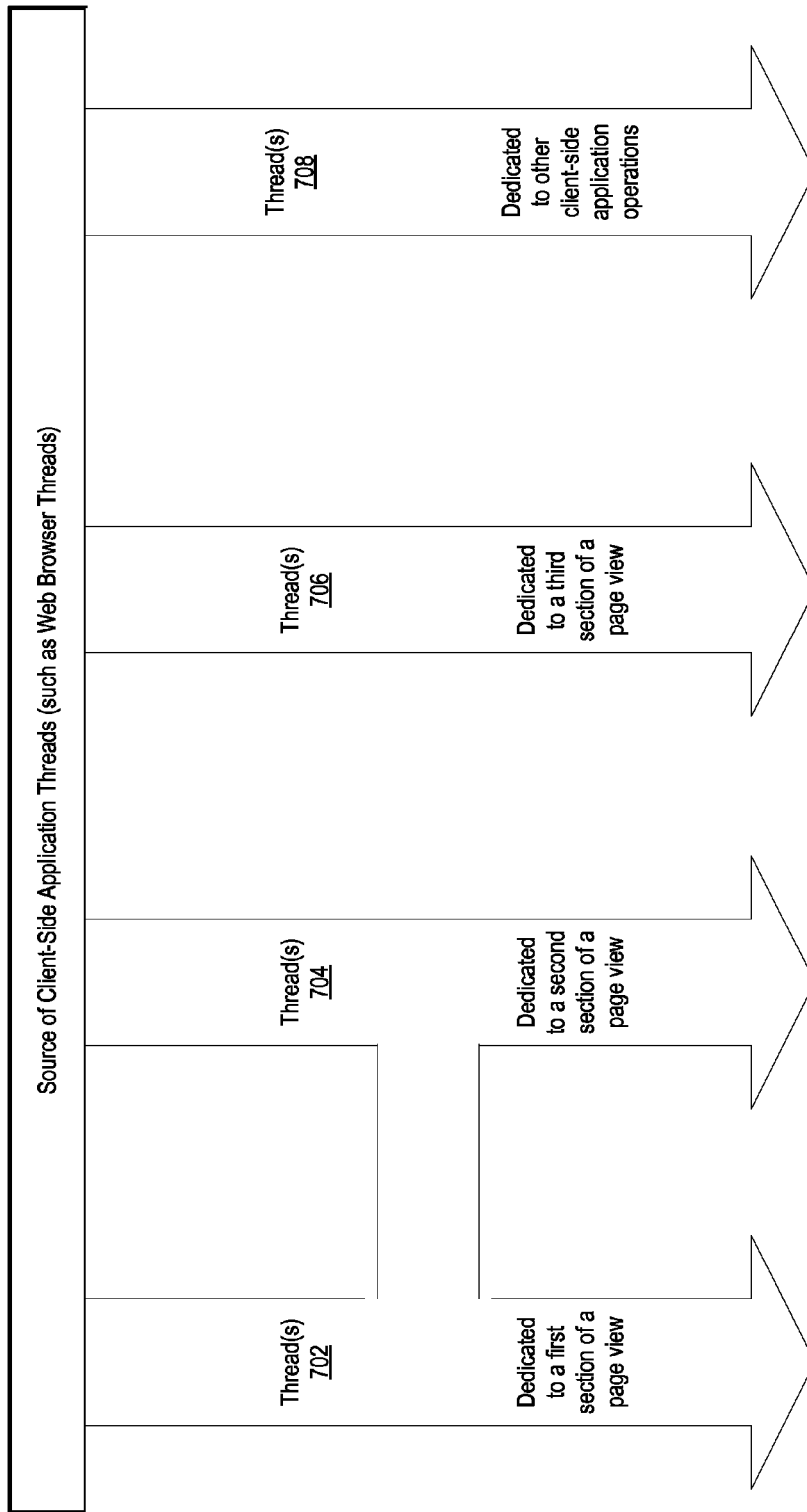 Source of Client-Side Application Threads (such as Web Browser Threads)
Thread(s)
702
Dedicated
to a first
section of a
page view
Thread(s)
704
Dedicated
to a second
section of a
page view
Thread(s)
706
Dedicated
to a third
section of a
page view
Thread(s)
708
Dedicated
to other
client-side
application
operations